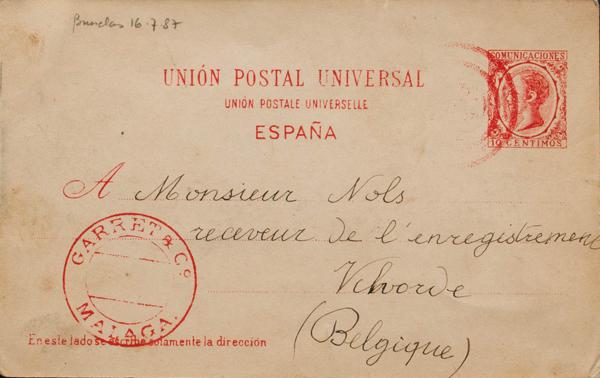 Bruselas 16.7.87
UNIÓN POSTAL UNIVERSAL
UNION POSTALE UNIVERSELLE
ESPAÑA
COMUNICACIONES
10 CENTIMOS
A Monsieur Nols
receveur de l'enregistrement
Vilvorde
(Belgique)
GARRET & Cº
MALAGA.
En este lado se escribe solamente la dirección